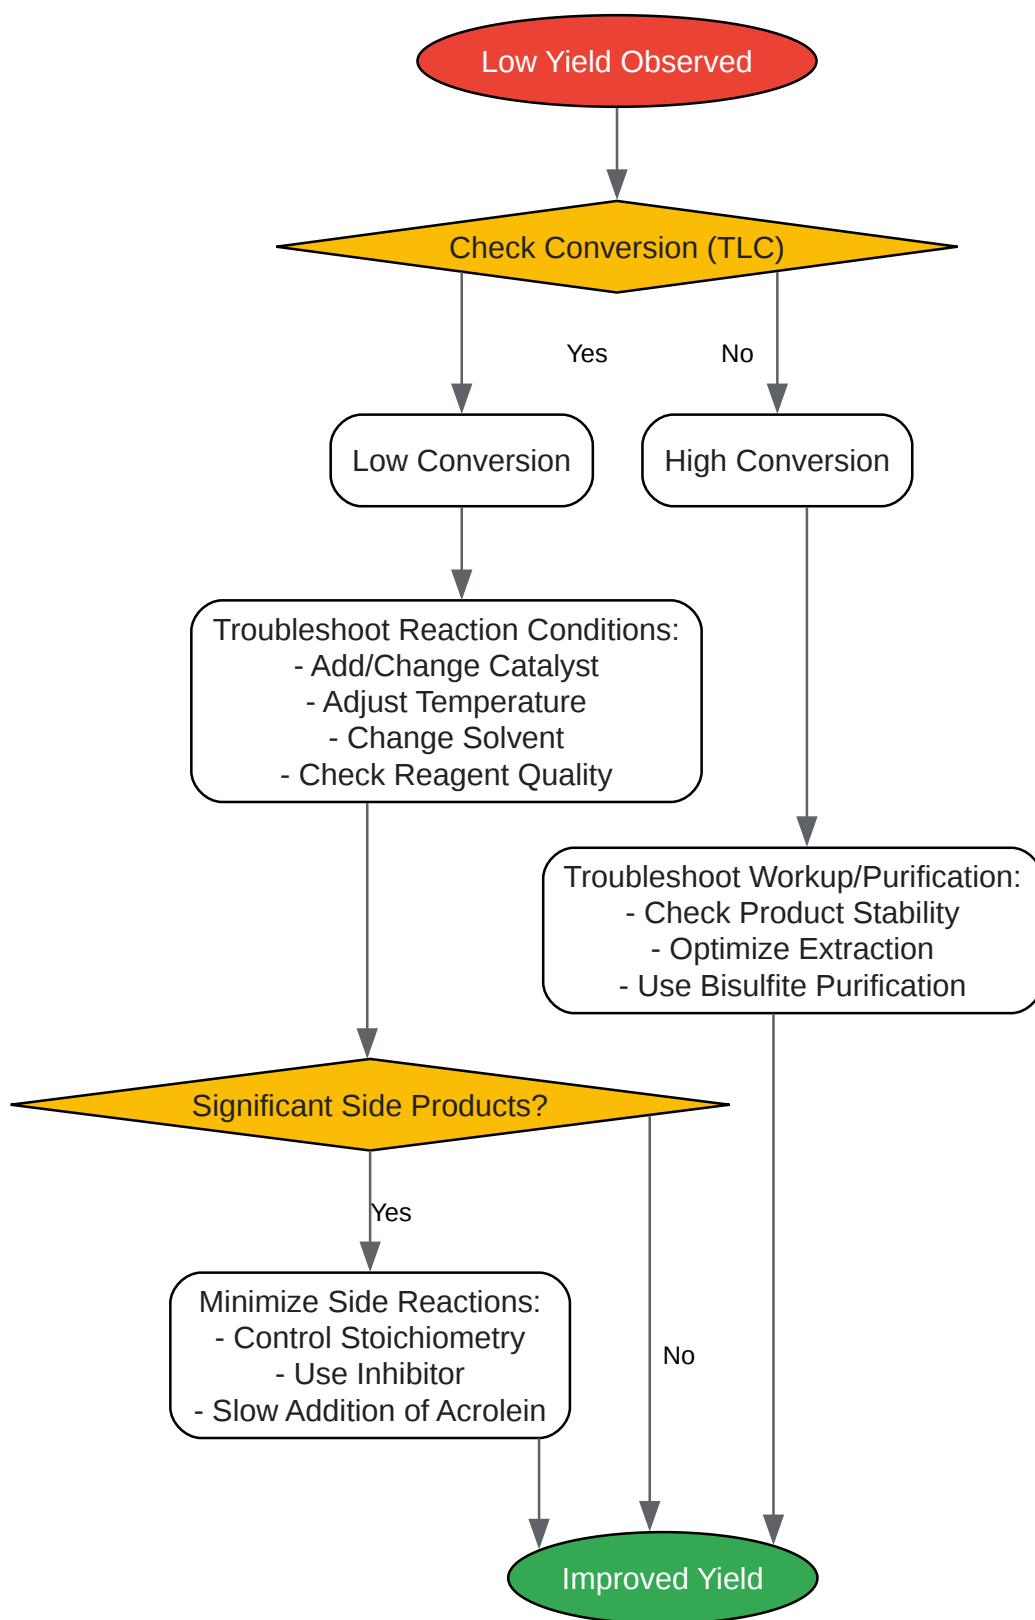 Low Yield Observed
Check Conversion (TLC)
Yes
No
Low Conversion
High Conversion
Troubleshoot Reaction Conditions:
- Add/Change Catalyst
- Adjust Temperature
- Change Solvent
- Check Reagent Quality
Troubleshoot Workup/Purification:
- Check Product Stability
- Optimize Extraction
- Use Bisulfite Purification
Significant Side Products?
Yes
Minimize Side Reactions:
- Control Stoichiometry
- Use Inhibitor
- Slow Addition of Acrolein
No
Improved Yield